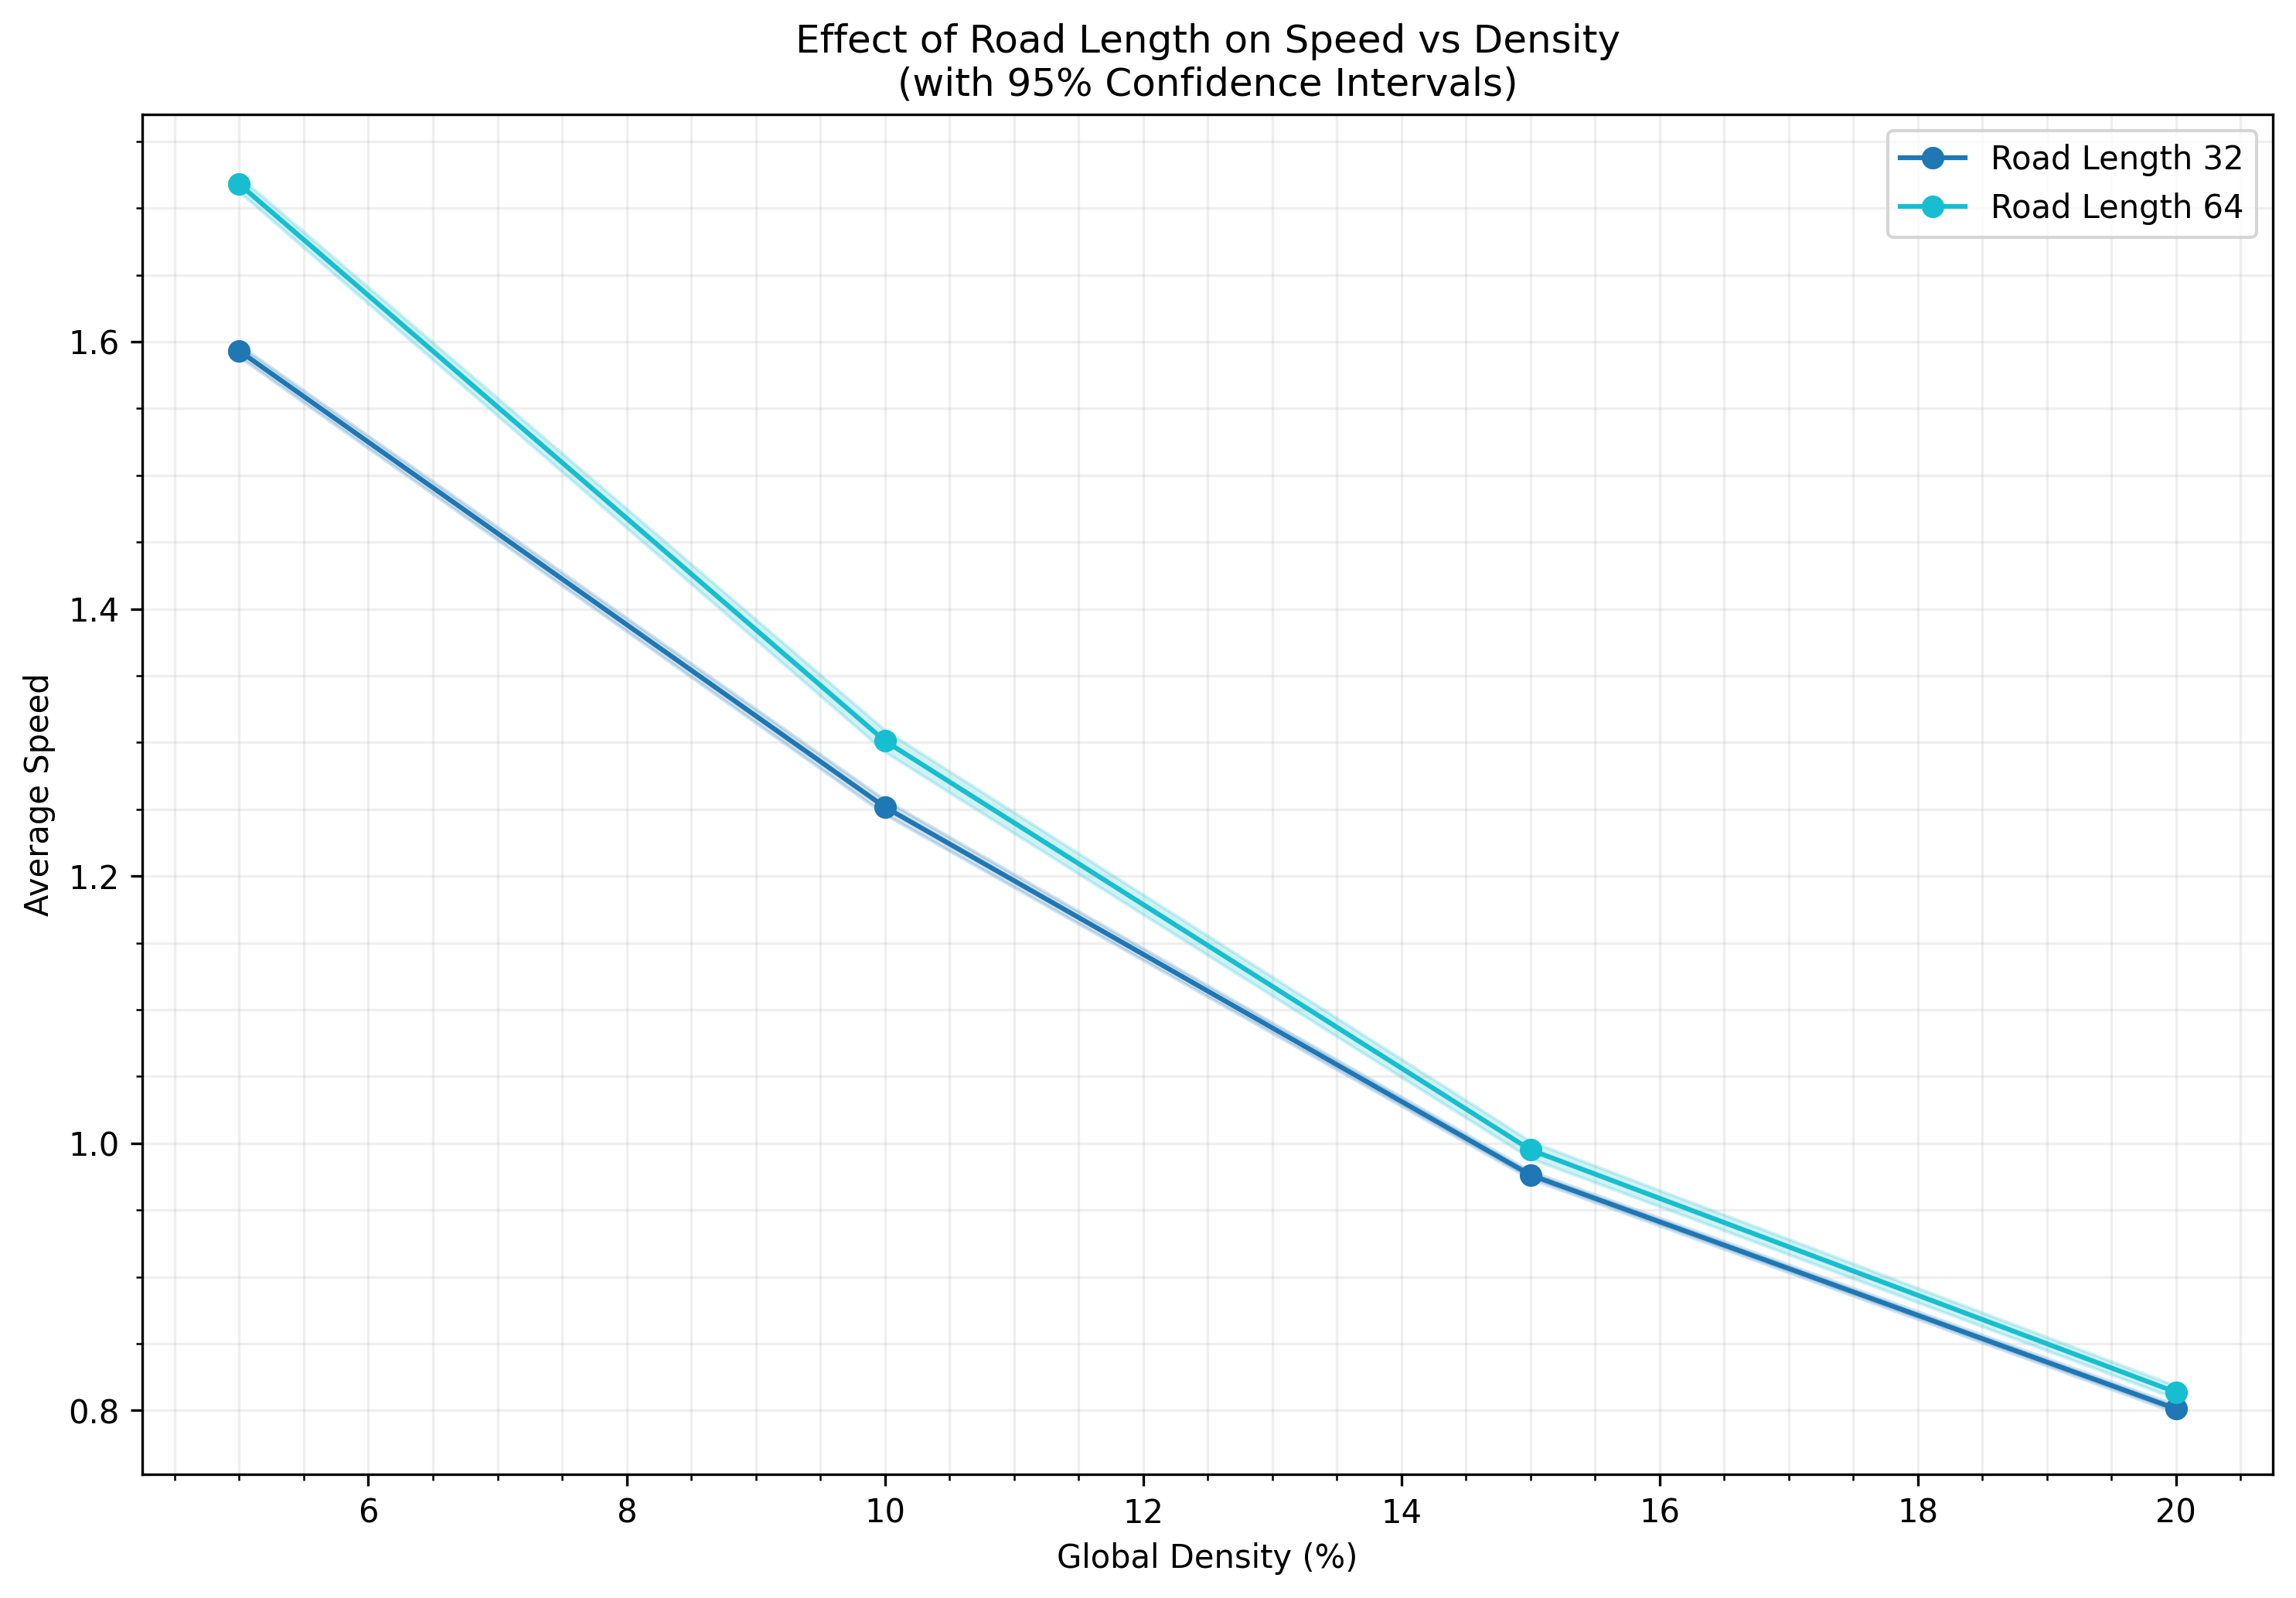 Effect of Road Length on Speed vs Density
(with 95% Confidence Intervals)
Road Length 32
Road Length 64
Average Speed
1.6
1.4
1.2
1.0
0.8
6 8 10 12 14 16 18 20
Global Density (%)